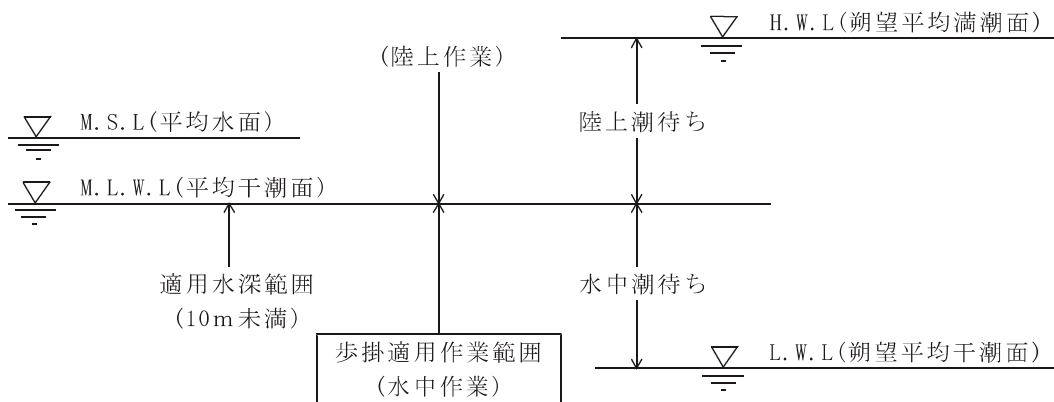 H.W.L(朔望平均満潮面)
(陸上作業)
M.S.L(平均水面)
陸上潮待ち
M.L.W.L(平均干潮面)
適用水深範囲
(10m未満)
水中潮待ち
歩掛適用作業範囲
(水中作業)
L.W.L(朔望平均干潮面)